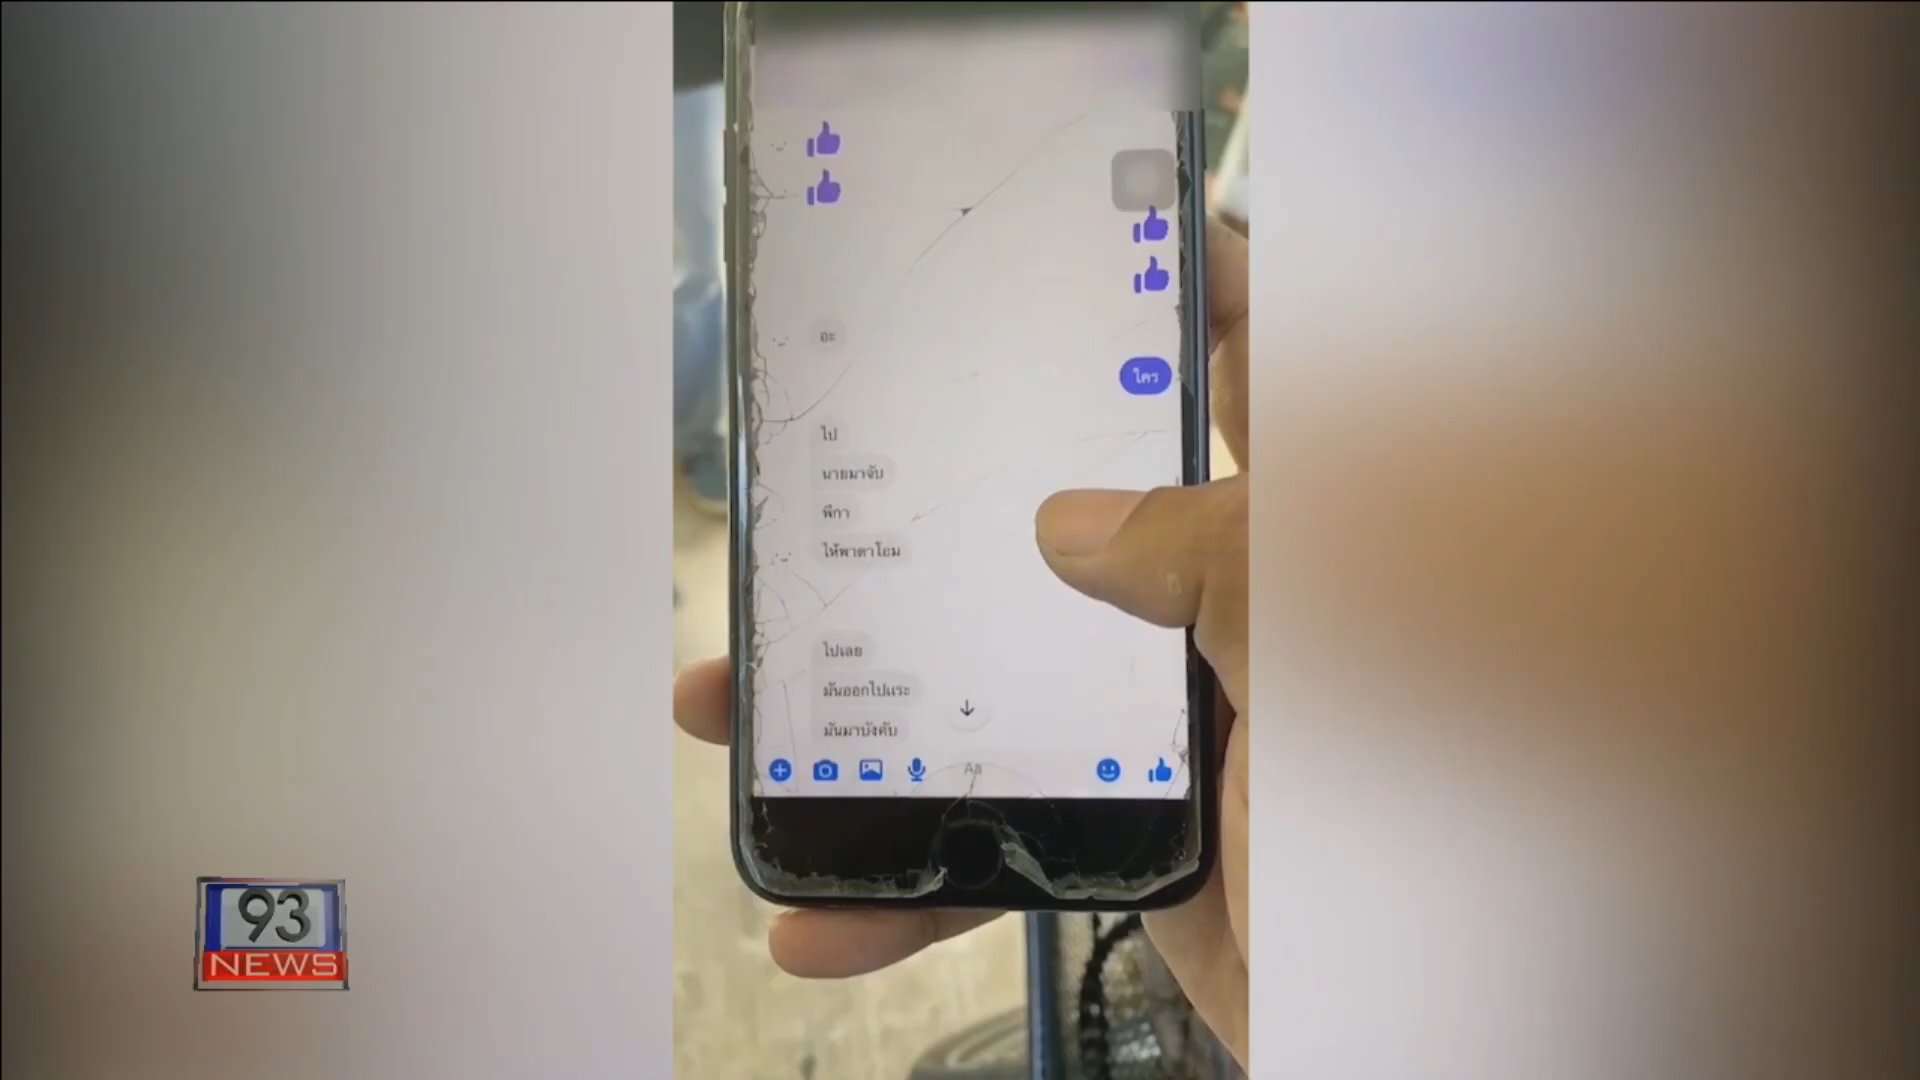 อะ
ใคร
ไป
นายมาจับ
พีกา
ไห้พาตาโอม
ไปเลย
มันออกไปแระ
มันมาบังคับ
Aa
93
NEWS